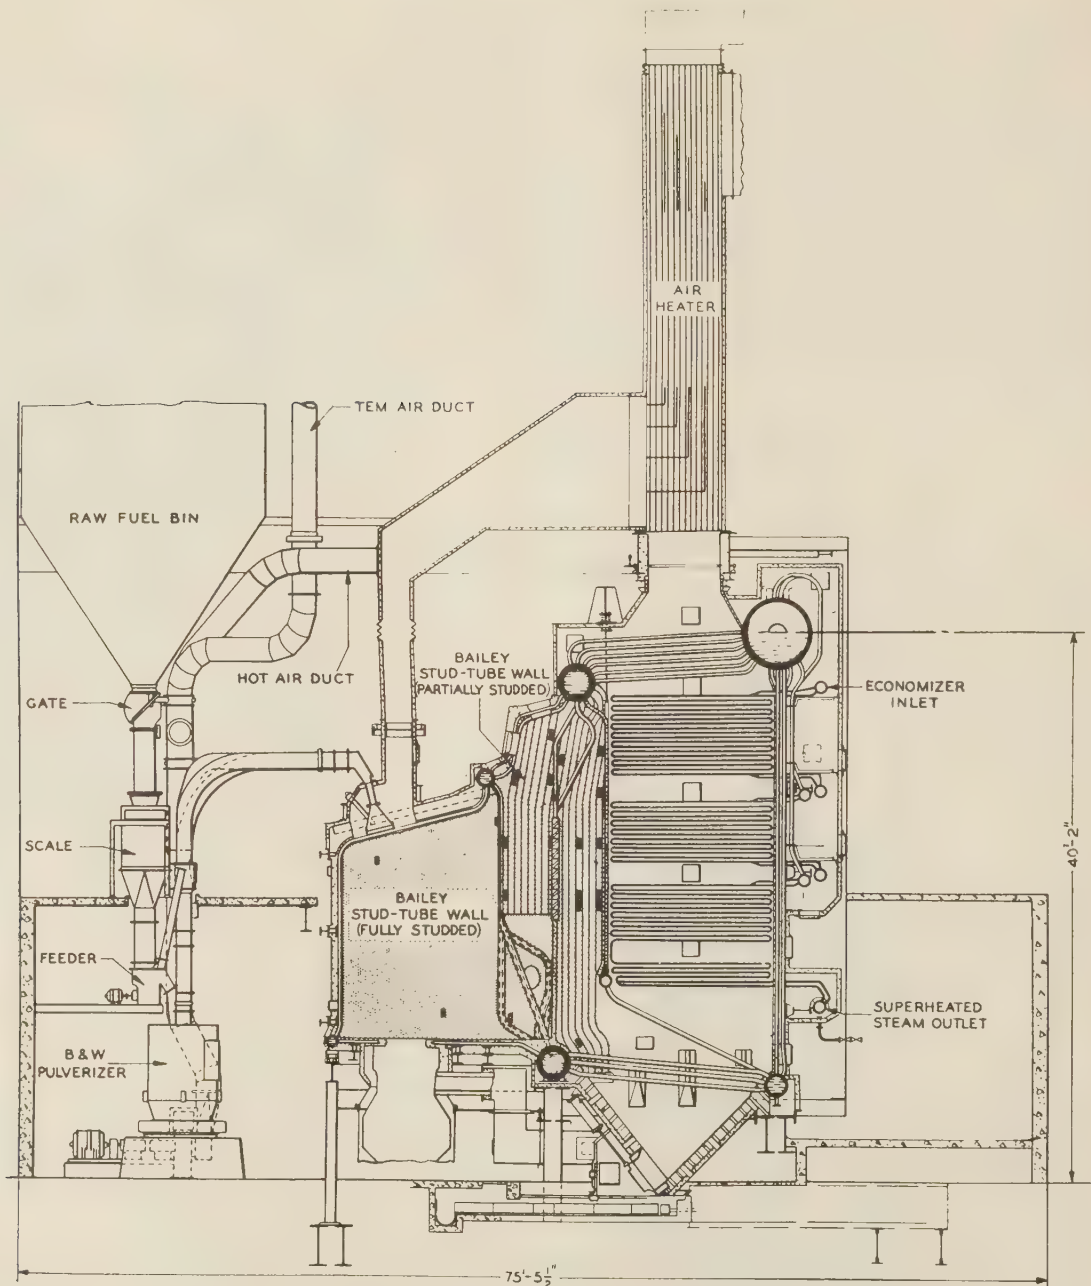 AIR
HEATER
TEM AIR DUCT
RAW FUEL BIN
HOT AIR DUCT
BAILEY
STUD-TUBE WALL
(PARTIALLY STUDDED)
GATE
ECONOMIZER
INLET
SCALE
40'-2"
BAILEY
STUD-TUBE WALL
(FULLY STUDDED)
FEEDER
SUPERHEATED
STEAM OUTLET
B&W
PULVERIZER
75'-5½"